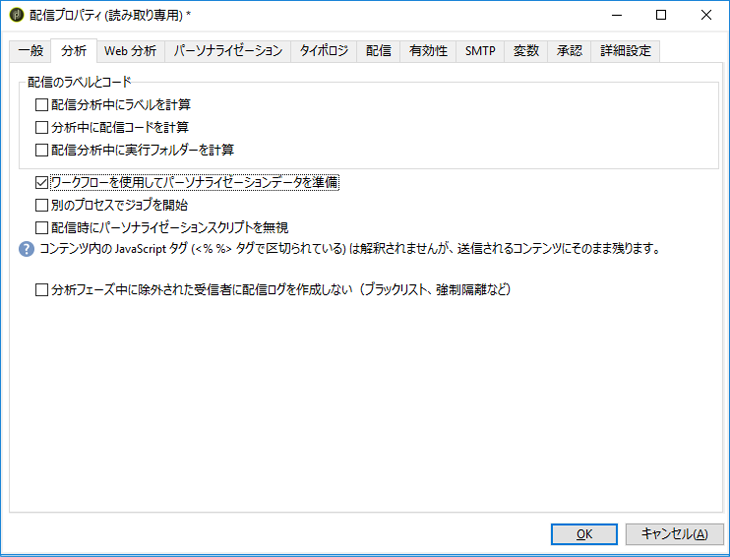 配信プロパティ (読み取り専用) *
一般 分析 Web 分析 パーソナライゼーション タイポロジ 配信 有効性 SMTP 変数 承認 詳細設定
配信のラベルとコード
配信分析中にラベルを計算
分析中に配信コードを計算
配信分析中に実行フォルダーを計算
ワークフローを使用してパーソナライゼーションデータを準備
別のプロセスでジョブを開始
配信時にパーソナライゼーションスクリプトを無視
? コンテンツ内の JavaScript タグ (<% %> タグで区切られている) は解釈されませんが、送信されるコンテンツにそのまま残ります。
分析フェーズ中に除外された受信者に配信ログを作成しない（ブラックリスト、強制隔離など）
OK キャンセル(A)